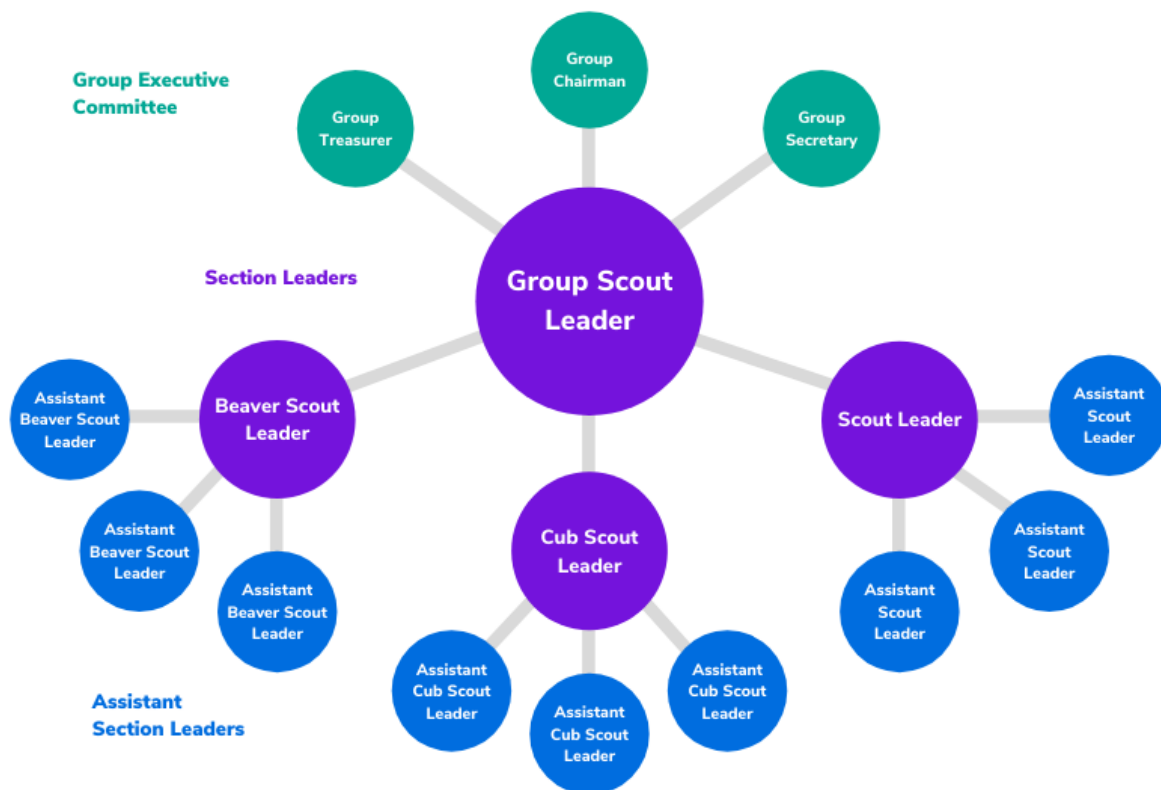 Group
Chairman
Group Executive
Committee
Group
Treasurer
Group
Secretary
Group Scout
Leader
Section Leaders
Beaver Scout
Leader
Scout Leader
Assistant
Beaver Scout
Leader
Assistant
Scout
Leader
Cub Scout
Leader
Assistant
Beaver Scout
Leader
Assistant
Scout
Leader
Assistant
Beaver Scout
Leader
Assistant
Scout
Leader
Assistant
Cub Scout
Leader
Assistant
Cub Scout
Leader
Assistant
Cub Scout
Leader
Assistant
Section Leaders